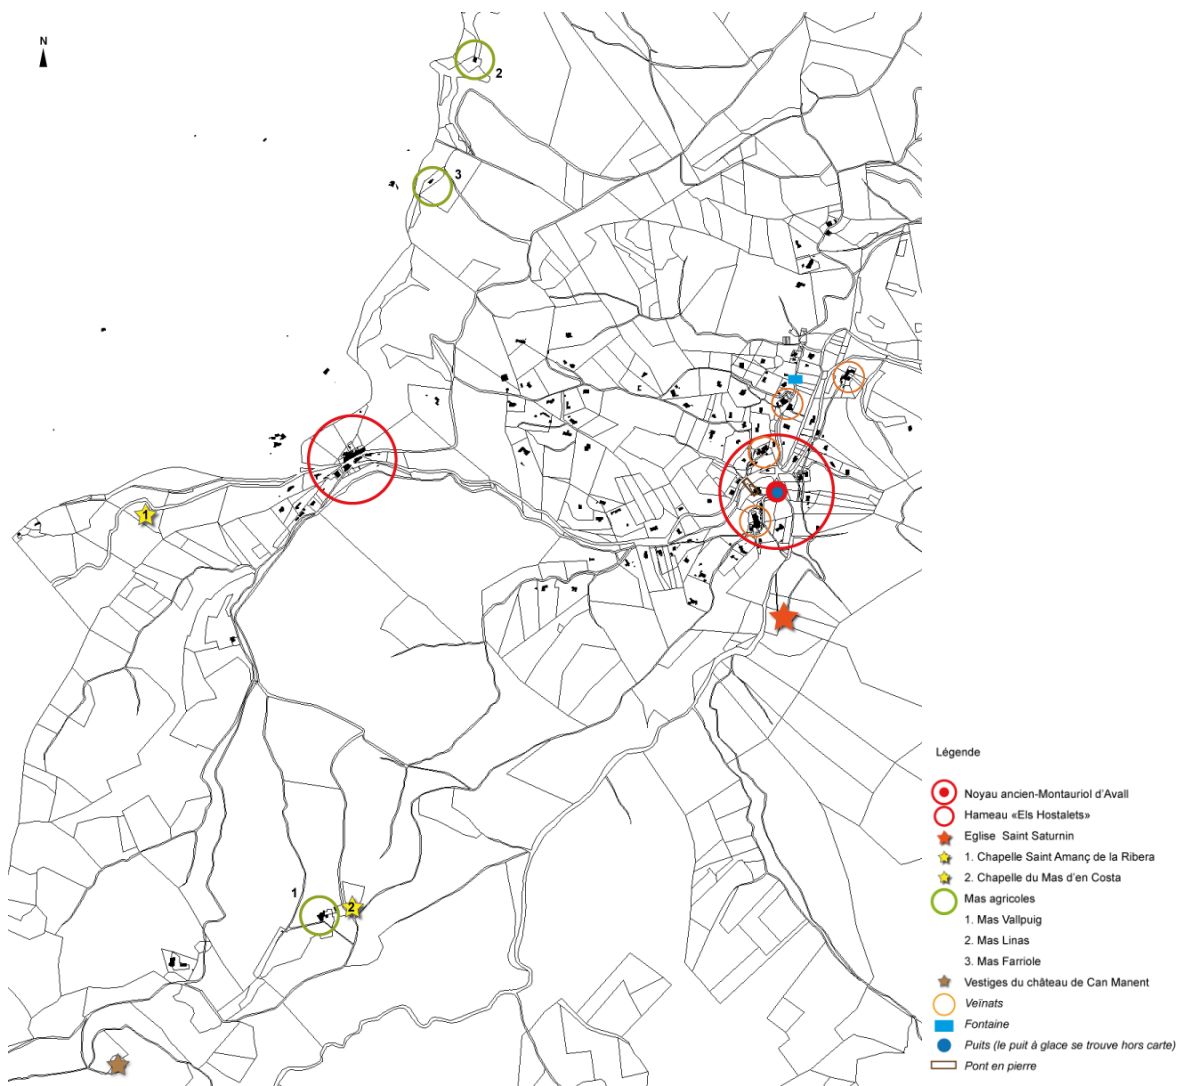 N
2
3
1
1
2
Légende
Noyau ancien-Montauriol d'Avall
Hameau «Els Hostalets»
Eglise Saint Saturnin
1. Chapelle Saint Amanç de la Ribera
2. Chapelle du Mas d'en Costa
Mas agricoles
1. Mas Vallpuig
2. Mas Linas
3. Mas Farriole
Vestiges du château de Can Manent
Veïnats
Fontaine
Puits (le puit à glace se trouve hors carte)
Pont en pierre